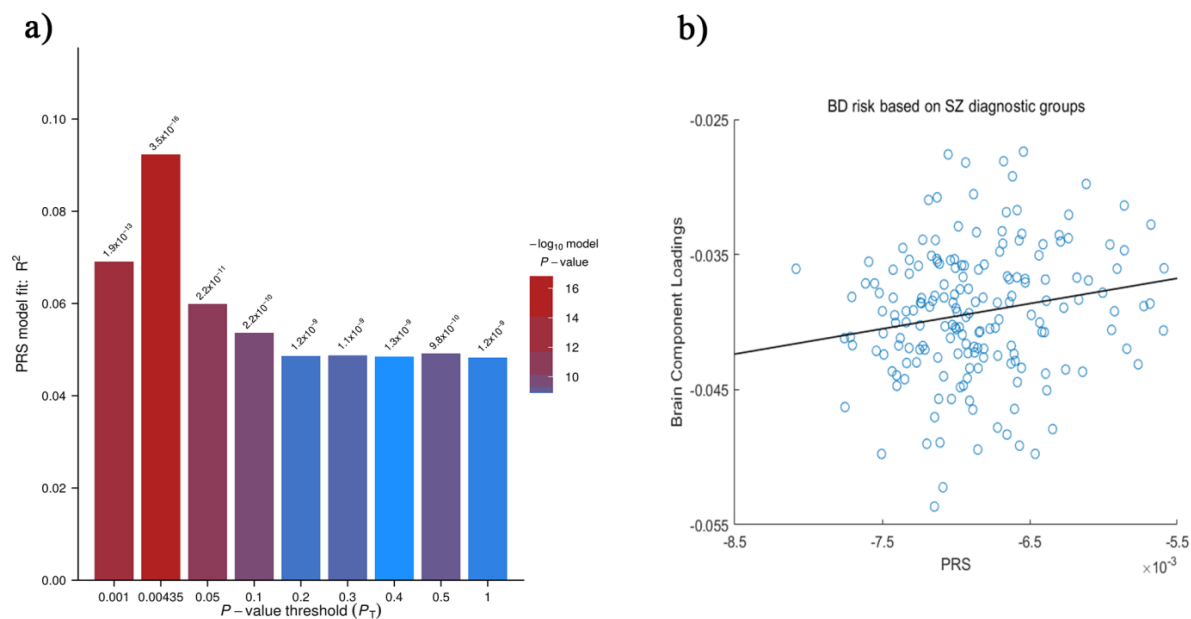 a)
PRS model fit: R²
0.10
0.08
0.06
0.04
0.02
0.00
1.9x10⁻¹³
3.5x10⁻¹⁶
2.2x10⁻¹¹
2.2x10⁻¹⁰
1.2x10⁻⁹
1.1x10⁻⁹
1.3x10⁻⁹
9.8x10⁻¹⁰
1.2x10⁻⁹
0.001 0.00435 0.05 0.1 0.2 0.3 0.4 0.5 1
P – value threshold (P_T)
–log₁₀ model
P – value
16
14
12
10
b)
BD risk based on SZ diagnostic groups
Brain Component Loadings
-0.025
-0.035
-0.045
-0.055
-8.5 -7.5 -6.5 -5.5
PRS
×10⁻³